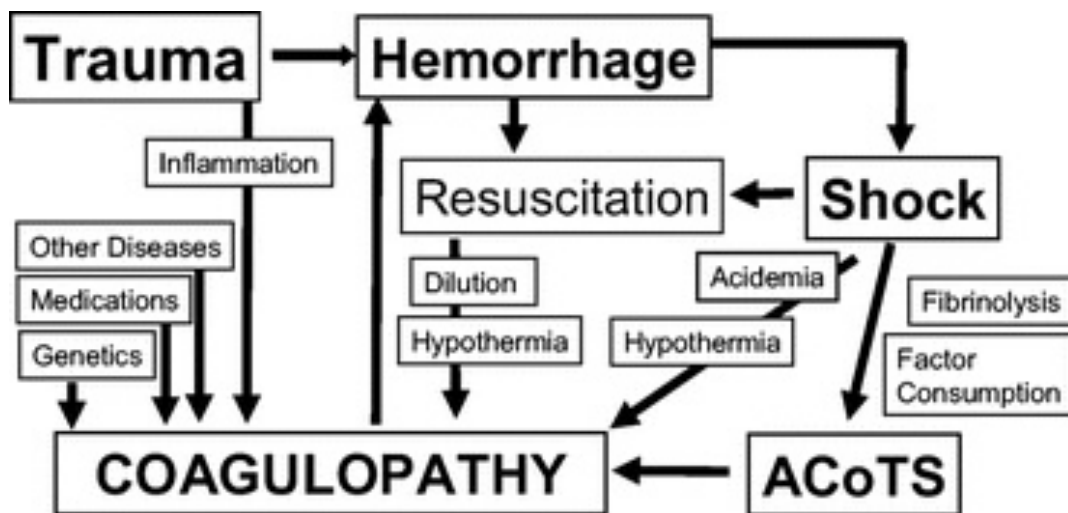 Trauma
Hemorrhage
Inflammation
Resuscitation
Shock
Other Diseases
Medications
Genetics
Dilution
Hypothermia
Acidemia
Hypothermia
Fibrinolysis
Factor
Consumption
COAGULOPATHY
ACoTS